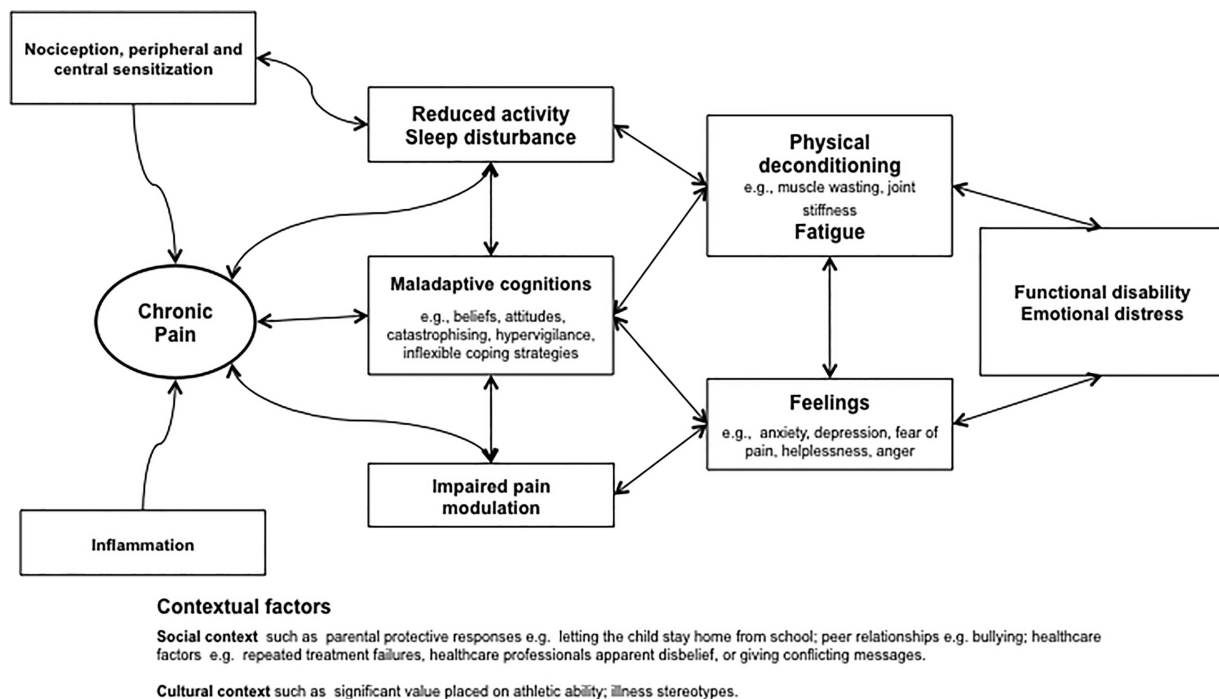 Nociception, peripheral and
central sensitization
Reduced activity
Sleep disturbance
Physical
deconditioning
e.g., muscle wasting, joint
stiffness
Fatigue
Maladaptive cognitions
e.g., beliefs, attitudes,
catastrophising, hypervigilance,
inflexible coping strategies
Chronic
Pain
Functional disability
Emotional distress
Feelings
e.g., anxiety, depression, fear of
pain, helplessness, anger
Impaired pain
modulation
Inflammation
Contextual factors
Social context such as parental protective responses e.g. letting the child stay home from school; peer relationships e.g. bullying; healthcare
factors e.g. repeated treatment failures, healthcare professionals apparent disbelief, or giving conflicting messages.
Cultural context such as significant value placed on athletic ability; illness stereotypes.